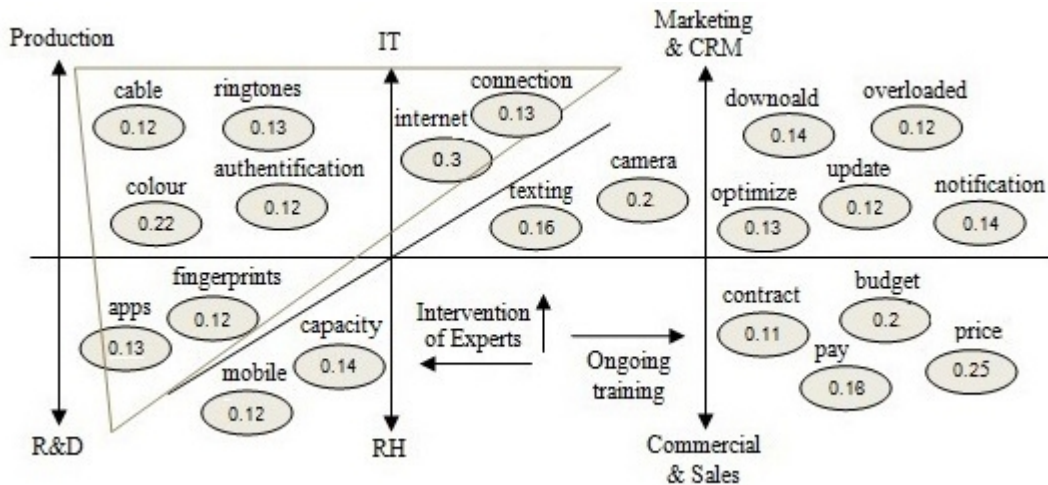 Production
IT
Marketing
& CRM
cable
0.12
ringtones
0.13
connection
0.13
internet
0.3
downoald
0.14
overloaded
0.12
colour
0.22
authentification
0.12
texting
0.16
camera
0.2
optimize
0.13
update
0.12
notification
0.14
apps
0.13
fingerprints
0.12
capacity
0.14
mobile
0.12
Intervention
of Experts
Ongoing
training
contract
0.11
budget
0.2
pay
0.16
price
0.25
R&D
RH
Commercial
& Sales